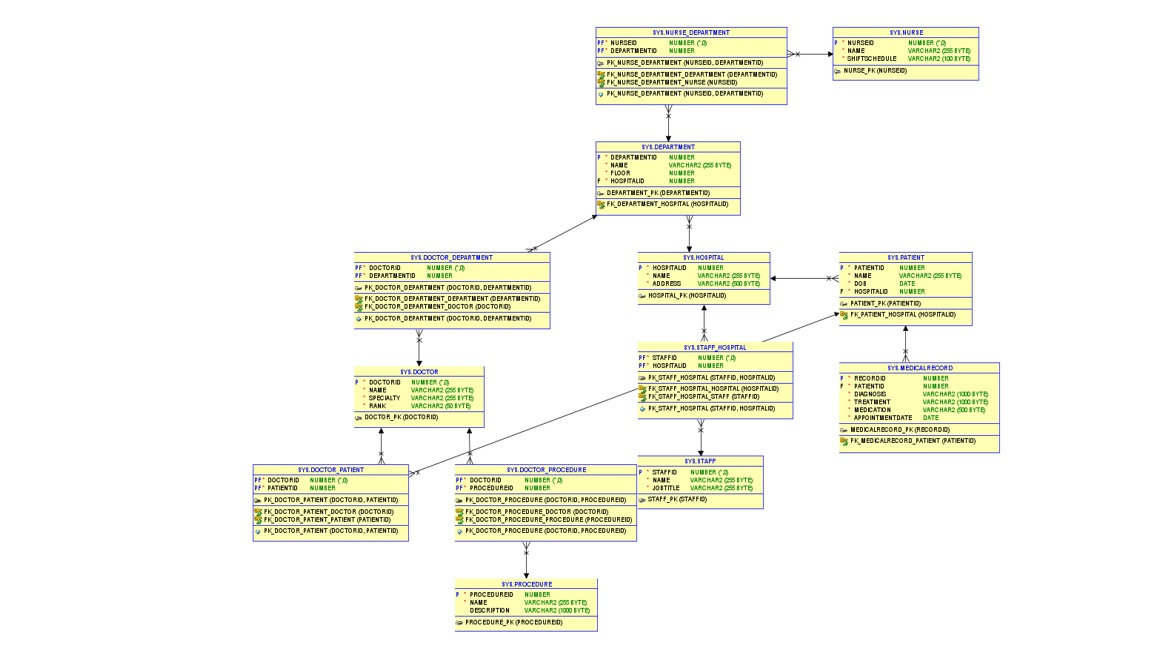 SYS.NURSE_DEPARTMENT
PF* NURSEID NUMBER (*,0)
PF* DEPARTMENTID NUMBER
PK_NURSE_DEPARTMENT (NURSEID, DEPARTMENTID)
FK_NURSE_DEPARTMENT_DEPARTMENT (DEPARTMENTID)
FK_NURSE_DEPARTMENT_NURSE (NURSEID)
PK_NURSE_DEPARTMENT (NURSEID, DEPARTMENTID)
SYS.NURSE
P * NURSEID NUMBER (*,0)
* NAME VARCHAR2 (255 BYTE)
* SHIFTSCHEDULE VARCHAR2 (100 BYTE)
NURSE_PK (NURSEID)
SYS.DEPARTMENT
P * DEPARTMENTID NUMBER
* NAME VARCHAR2 (255 BYTE)
* FLOOR NUMBER
F * HOSPITALID NUMBER
DEPARTMENT_PK (DEPARTMENTID)
FK_DEPARTMENT_HOSPITAL (HOSPITALID)
SYS.DOCTOR_DEPARTMENT
PF* DOCTORID NUMBER (*,0)
PF* DEPARTMENTID NUMBER
PK_DOCTOR_DEPARTMENT (DOCTORID, DEPARTMENTID)
FK_DOCTOR_DEPARTMENT_DEPARTMENT (DEPARTMENTID)
FK_DOCTOR_DEPARTMENT_DOCTOR (DOCTORID)
PK_DOCTOR_DEPARTMENT (DOCTORID, DEPARTMENTID)
SYS.HOSPITAL
P * HOSPITALID NUMBER
* NAME VARCHAR2 (255 BYTE)
* ADDRESS VARCHAR2 (500 BYTE)
HOSPITAL_PK (HOSPITALID)
SYS.PATIENT
P * PATIENTID NUMBER
* NAME VARCHAR2 (255 BYTE)
* DOB DATE
F * HOSPITALID NUMBER
PATIENT_PK (PATIENTID)
FK_PATIENT_HOSPITAL (HOSPITALID)
SYS.STAFF_HOSPITAL
PF* STAFFID NUMBER (*,0)
PF* HOSPITALID NUMBER
PK_STAFF_HOSPITAL (STAFFID, HOSPITALID)
FK_STAFF_HOSPITAL_HOSPITAL (HOSPITALID)
FK_STAFF_HOSPITAL_STAFF (STAFFID)
PK_STAFF_HOSPITAL (STAFFID, HOSPITALID)
SYS.DOCTOR
P * DOCTORID NUMBER (*,0)
* NAME VARCHAR2 (255 BYTE)
* SPECIALTY VARCHAR2 (255 BYTE)
* RANK VARCHAR2 (50 BYTE)
DOCTOR_PK (DOCTORID)
SYS.MEDICALRECORD
P * RECORDID NUMBER
F * PATIENTID NUMBER
* DIAGNOSIS VARCHAR2 (1000 BYTE)
* TREATMENT VARCHAR2 (1000 BYTE)
* MEDICATION VARCHAR2 (500 BYTE)
* APPOINTMENTDATE DATE
MEDICALRECORD_PK (RECORDID)
FK_MEDICALRECORD_PATIENT (PATIENTID)
SYS.DOCTOR_PATIENT
PF* DOCTORID NUMBER (*,0)
PF* PATIENTID NUMBER
PK_DOCTOR_PATIENT (DOCTORID, PATIENTID)
FK_DOCTOR_PATIENT_DOCTOR (DOCTORID)
FK_DOCTOR_PATIENT_PATIENT (PATIENTID)
PK_DOCTOR_PATIENT (DOCTORID, PATIENTID)
SYS.DOCTOR_PROCEDURE
PF* DOCTORID NUMBER (*,0)
PF* PROCEDUREID NUMBER
PK_DOCTOR_PROCEDURE (DOCTORID, PROCEDUREID)
FK_DOCTOR_PROCEDURE_DOCTOR (DOCTORID)
FK_DOCTOR_PROCEDURE_PROCEDURE (PROCEDUREID)
PK_DOCTOR_PROCEDURE (DOCTORID, PROCEDUREID)
SYS.STAFF
P * STAFFID NUMBER (*,0)
* NAME VARCHAR2 (255 BYTE)
* JOBTITLE VARCHAR2 (255 BYTE)
STAFF_PK (STAFFID)
SYS.PROCEDURE
P * PROCEDUREID NUMBER
* NAME VARCHAR2 (255 BYTE)
DESCRIPTION VARCHAR2 (1000 BYTE)
PROCEDURE_PK (PROCEDUREID)